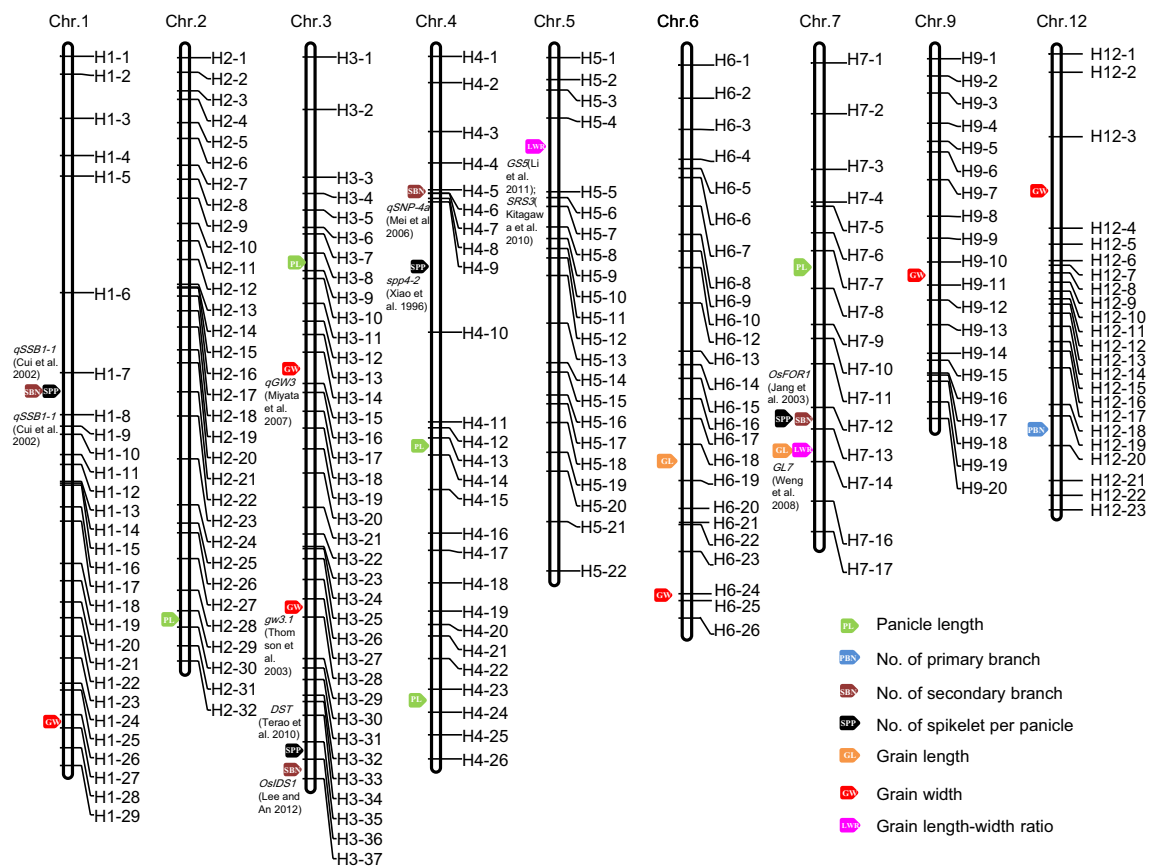 Chr.1
Chr.2
Chr.3
Chr.4
Chr.5
Chr.6
Chr.7
Chr.9
Chr.12
H1-1
H1-2
H1-3
H1-4
H1-5
H1-6
H1-7
H1-8
H1-9
H1-10
H1-11
H1-12
H1-13
H1-14
H1-15
H1-16
H1-17
H1-18
H1-19
H1-20
H1-21
H1-22
H1-23
H1-24
H1-25
H1-26
H1-27
H1-28
H1-29
qSSB1-1
(Cui et al.
2002)
SBN
SPP
qSSB1-1
(Cui et al.
2002)
GW
H2-1
H2-2
H2-3
H2-4
H2-5
H2-6
H2-7
H2-8
H2-9
H2-10
H2-11
H2-12
H2-13
H2-14
H2-15
H2-16
H2-17
H2-18
H2-19
H2-20
H2-21
H2-22
H2-23
H2-24
H2-25
H2-26
H2-27
H2-28
H2-29
H2-30
H2-31
H2-32
PL
H3-1
H3-2
H3-3
H3-4
H3-5
H3-6
H3-7
H3-8
H3-9
H3-10
H3-11
H3-12
H3-13
H3-14
H3-15
H3-16
H3-17
H3-18
H3-19
H3-20
H3-21
H3-22
H3-23
H3-24
H3-25
H3-26
H3-27
H3-28
H3-29
H3-30
H3-31
H3-32
H3-33
H3-34
H3-35
H3-36
H3-37
PL
GW
qGW3
(Miyata
et al.
2007)
GW
gw3.1
(Thom
son et
al.
2003)
DST
(Terao et
al. 2010)
SPP
SBN
OsIDS1
(Lee and
An 2012)
H4-1
H4-2
H4-3
H4-4
H4-5
H4-6
H4-7
H4-8
H4-9
H4-10
H4-11
H4-12
H4-13
H4-14
H4-15
H4-16
H4-17
H4-18
H4-19
H4-20
H4-21
H4-22
H4-23
H4-24
H4-25
H4-26
SBN
qSNP-4a
(Mei et al.
2006)
SPP
spp4-2
(Xiao et
al. 1996)
PL
PL
H5-1
H5-2
H5-3
H5-4
H5-5
H5-6
H5-7
H5-8
H5-9
H5-10
H5-11
H5-12
H5-13
H5-14
H5-15
H5-16
H5-17
H5-18
H5-19
H5-20
H5-21
H5-22
LWR
GS5(Li
et al.
2011);
SRS3(
Kitagaw
a et al.
2010)
H6-1
H6-2
H6-3
H6-4
H6-5
H6-6
H6-7
H6-8
H6-9
H6-10
H6-12
H6-13
H6-14
H6-15
H6-16
H6-17
H6-18
H6-19
H6-20
H6-21
H6-22
H6-23
H6-24
H6-25
H6-26
GL
GW
H7-1
H7-2
H7-3
H7-4
H7-5
H7-6
H7-7
H7-8
H7-9
H7-10
H7-11
H7-12
H7-13
H7-14
H7-16
H7-17
PL
OsFOR1
(Jang et
al. 2003)
SPP
SBN
GL
LWR
GL7
(Weng
et al.
2008)
H9-1
H9-2
H9-3
H9-4
H9-5
H9-6
H9-7
H9-8
H9-9
H9-10
H9-11
H9-12
H9-13
H9-14
H9-15
H9-16
H9-17
H9-18
H9-19
H9-20
GW
H12-1
H12-2
H12-3
H12-4
H12-5
H12-6
H12-7
H12-8
H12-9
H12-10
H12-11
H12-12
H12-13
H12-14
H12-15
H12-16
H12-17
H12-18
H12-19
H12-20
H12-21
H12-22
H12-23
GW
PBN
PL Panicle length
PBN No. of primary branch
SBN No. of secondary branch
SPP No. of spikelet per panicle
GL Grain length
GW Grain width
LWR Grain length-width ratio